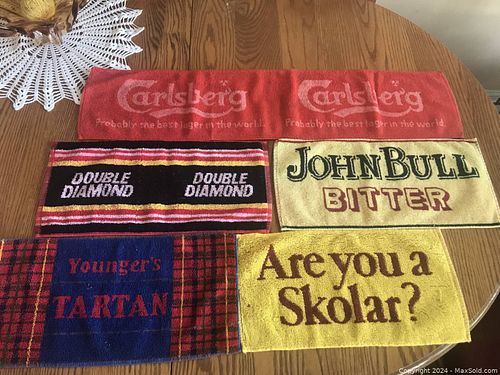 Carlsberg Carlsberg
Probably the best lager in the world. Probably the best lager in the world.
DOUBLE DIAMOND
DOUBLE DIAMOND
JOHN BULL
BITTER
Younger's
TARTAN
Are you a
Skolar?
Copyright 2024 - MaxSold.com